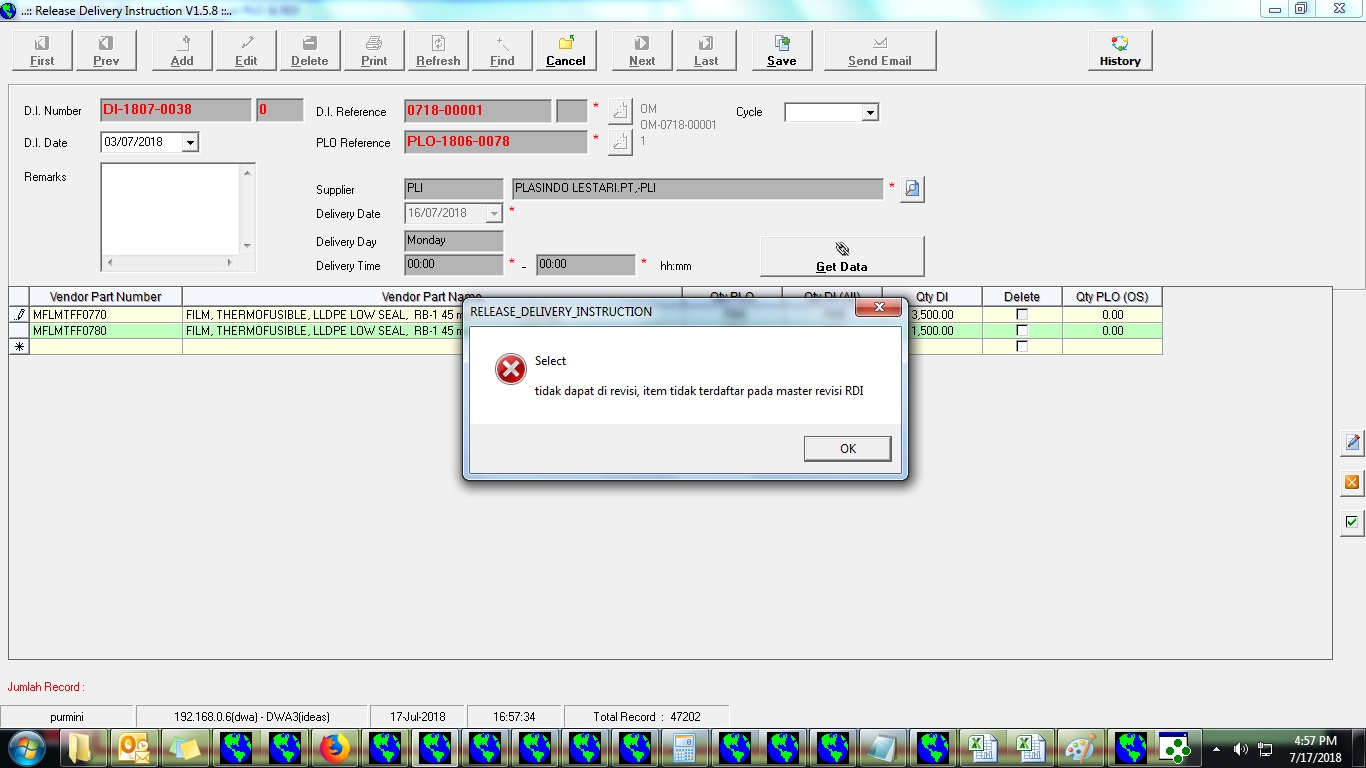 ..:: Release Delivery Instruction V1.5.8 ::..
First Prev Add Edit Delete Print Refresh Find Cancel Next Last Save Send Email History
D.I. Number DI-1807-0038 0 D.I. Reference 0718-00001 * OM Cycle
OM-0718-00001
D.I. Date 03/07/2018 PLO Reference PLO-1806-0078 * 1
Remarks
Supplier PLI PLASINDO LESTARI.PT,-PLI *
Delivery Date 16/07/2018 *
Delivery Day Monday
Delivery Time 00:00 * - 00:00 * hh:mm
Get Data
Vendor Part Number Vendor Part Name Qty PLO Qty DI (All) Qty DI Delete Qty PLO (OS)
MFLMTFF0770 FILM, THERMOFUSIBLE, LLDPE LOW SEAL, RB-1 45 3,500.00 0.00
MFLMTFF0780 FILM, THERMOFUSIBLE, LLDPE LOW SEAL, RB-1 45 1,500.00 0.00
RELEASE_DELIVERY_INSTRUCTION
Select
tidak dapat di revisi, item tidak terdaftar pada master revisi RDI
OK
Jumlah Record :
purmini 192.168.0.6(dwa) - DWA3(ideas) 17-Jul-2018 16:57:34 Total Record : 47202
4:57 PM
7/17/2018